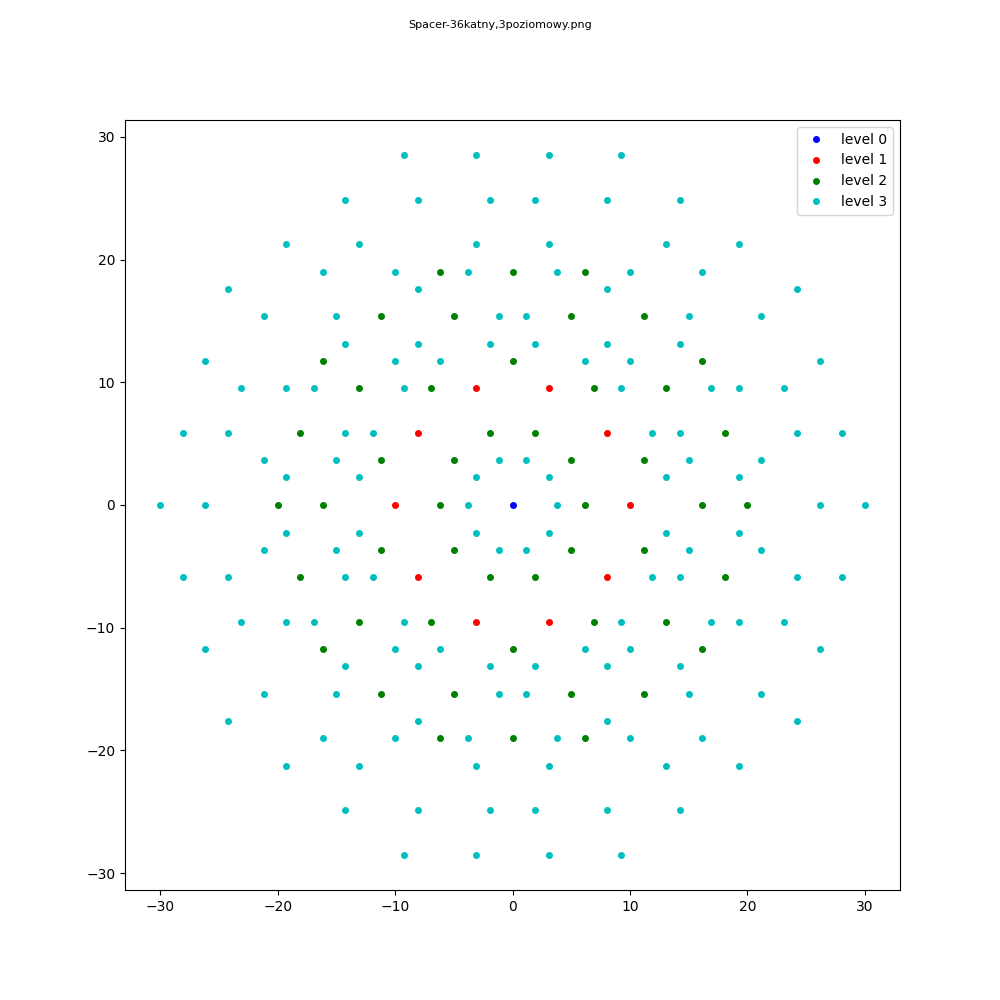 Spacer-36katny,3poziomowy.png
30
level 0
level 1
level 2
level 3
20
10
0
−10
−20
−30
−30 −20 −10 0 10 20 30